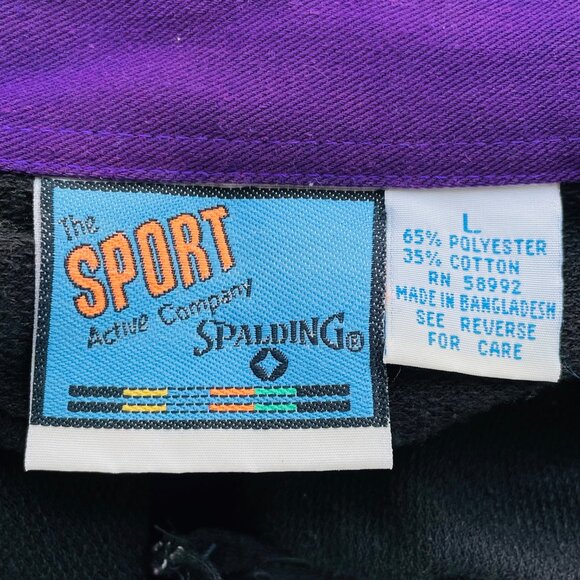 The
SPORT
Active Company
SPALDING®
L
65% POLYESTER
35% COTTON
RN 58992
MADE IN BANGLADESH
SEE REVERSE
FOR CARE